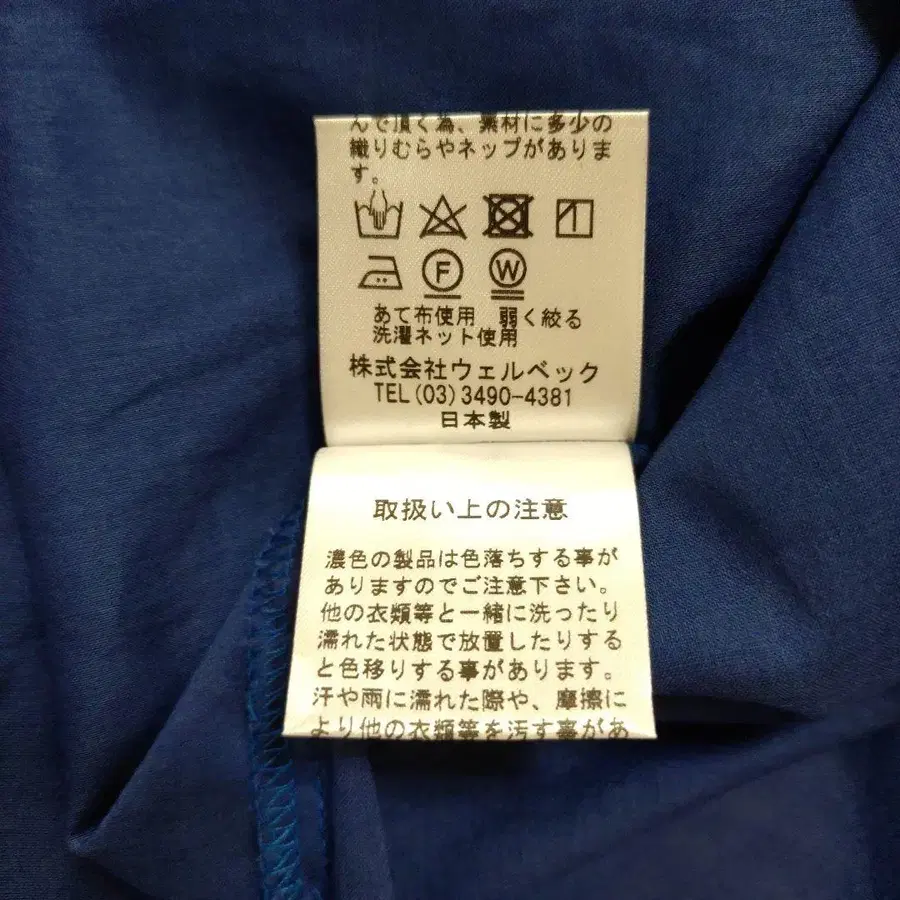 んで頂く為、素材に多少の
織りむらやネップがありま
す。
F W
あて布使用 弱く絞る
洗濯ネット使用
株式会社ウェルベック
TEL(03)3490-4381
日本製
取扱い上の注意
濃色の製品は色落ちする事が
ありますのでご注意下さい。
他の衣類等と一緒に洗ったり
濡れた状態で放置したりする
と色移りする事があります。
汗や雨に濡れた際や、摩擦に
より他の衣類等を汚す事があ